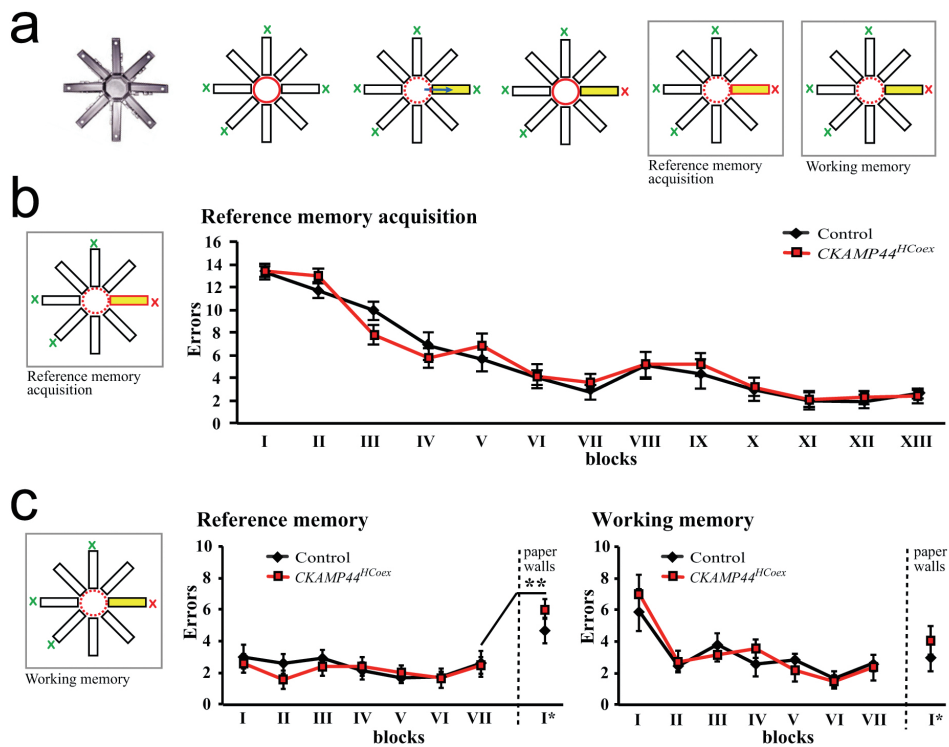 a
x x x x
x x x x
x x x x
x x x x
Reference memory
acquisition
x x x x
Working memory
b
x x x x
Reference memory
acquisition
Reference memory acquisition
Control
CKAMP44HCoex
Errors
16
14
12
10
8
6
4
2
0
I II III IV V VI VII VIII IX X XI XII XIII
blocks
c
x x x x
Working memory
Reference memory
Control
CKAMP44HCoex
paper
walls
**
Errors
10
8
6
4
2
0
I II III IV V VI VII I*
blocks
Working memory
Control
CKAMP44HCoex
paper
walls
Errors
10
8
6
4
2
0
I II III IV V VI VII I*
blocks